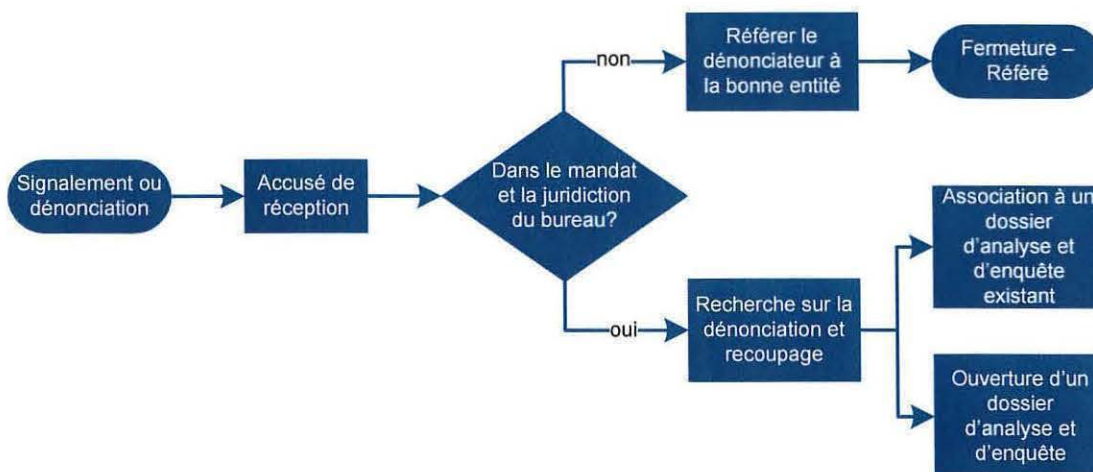 Signalement ou
dénonciation
Accusé de
réception
Dans le mandat
et la juridiction
du bureau?
non
Référer le
dénonciateur à
la bonne entité
Fermeture –
Référé
oui
Recherche sur la
dénonciation et
recoupage
Association à un
dossier
d'analyse et
d'enquête
existant
Ouverture d'un
dossier
d'analyse et
d'enquête